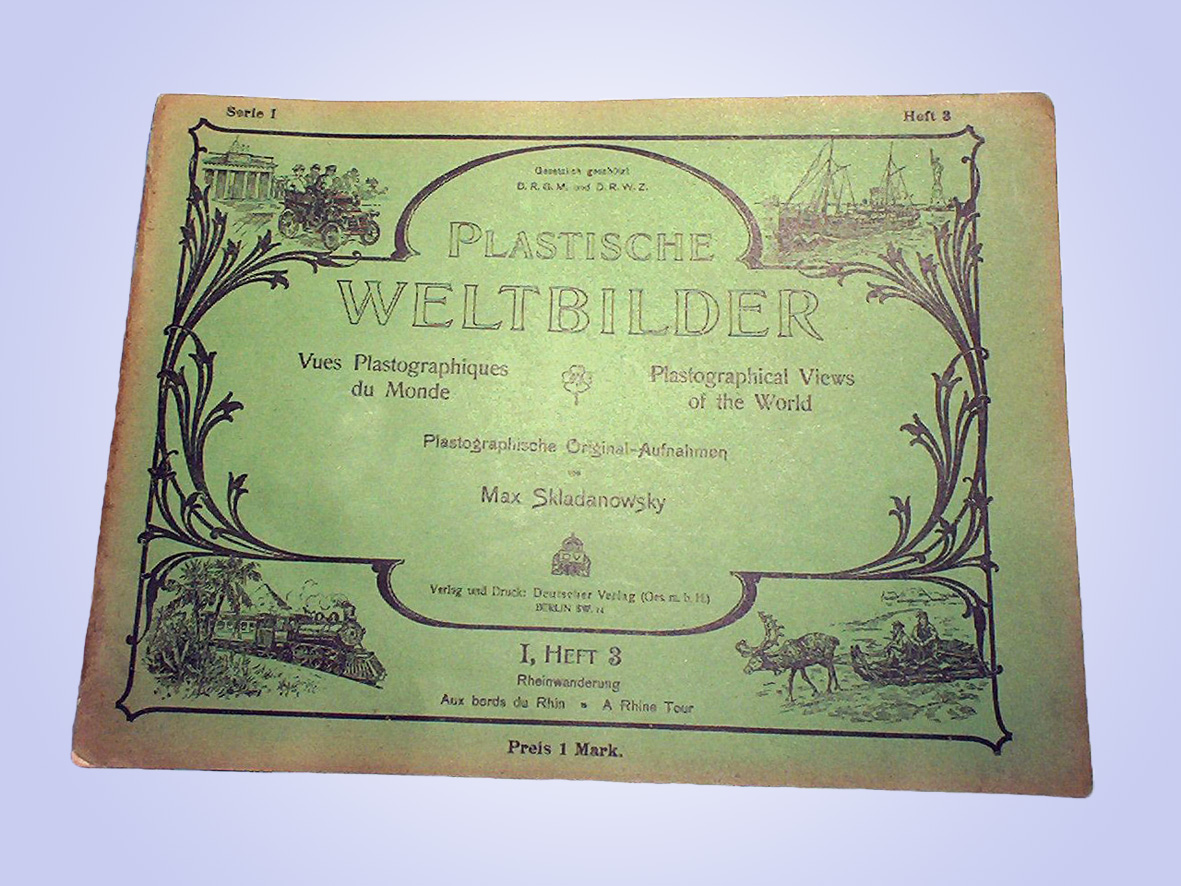 Serie I
Heft 3
Gesetzlich geschützt
D. R. G. M. und D. R. W. Z.
PLASTISCHE
WELTBILDER
Vues Plastographiques
du Monde
Plastographical Views
of the World
Plastographische Original-Aufnahmen
von
Max Skladanowsky
Verlag und Druck: Deutscher Verlag (Ges. m. b. H.)
BERLIN SW.
I, HEFT 3
Rheinwanderung
Aux bords du Rhin * A Rhine Tour
Preis 1 Mark.